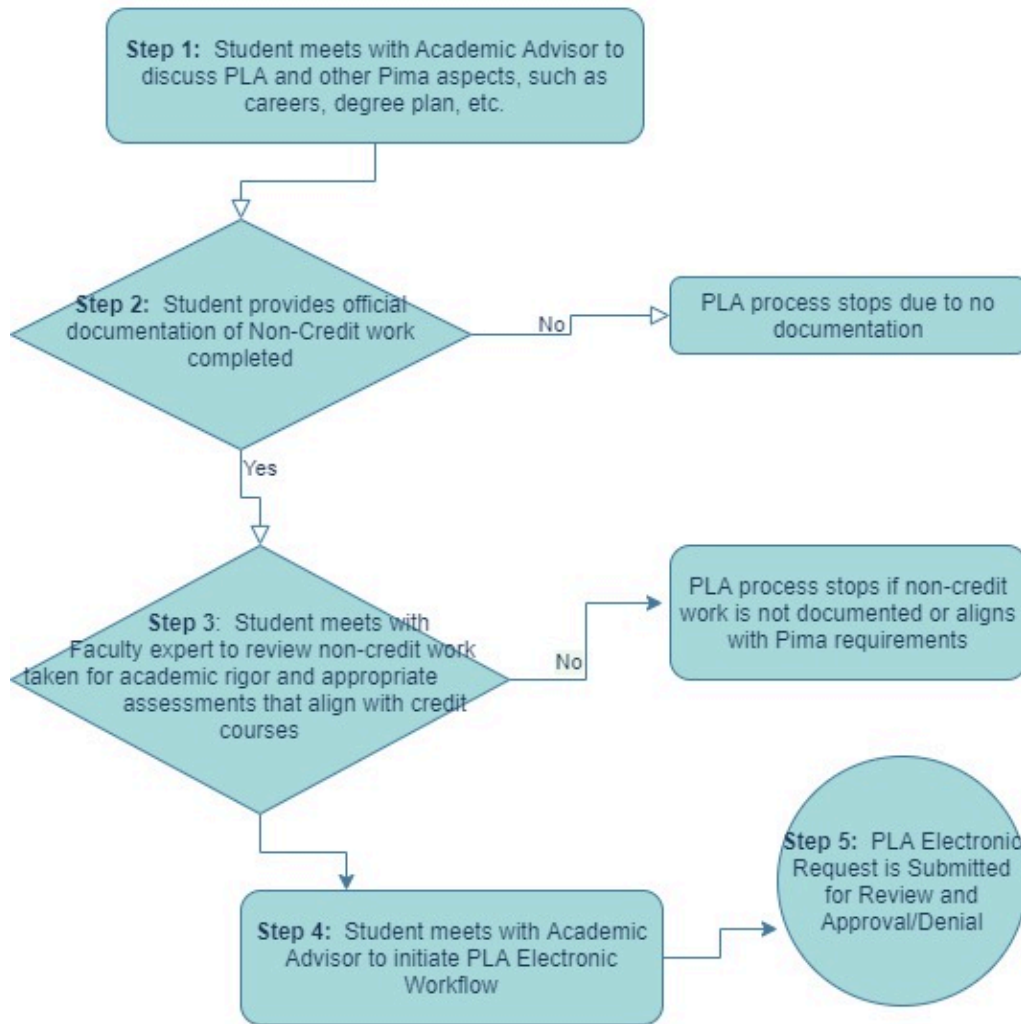 Step 1:  Student meets with Academic Advisor to
discuss PLA and other Pima aspects, such as
careers, degree plan, etc.
Step 2:  Student provides official
documentation of Non-Credit work
completed
No
PLA process stops due to no
documentation
Yes
Step 3:  Student meets with
Faculty expert to review non-credit work
taken for academic rigor and appropriate
assessments that align with credit
courses
No
PLA process stops if non-credit
work is not documented or aligns
with Pima requirements
Step 4:  Student meets with Academic
Advisor to initiate PLA Electronic
Workflow
Step 5:  PLA Electronic
Request is Submitted
for Review and
Approval/Denial